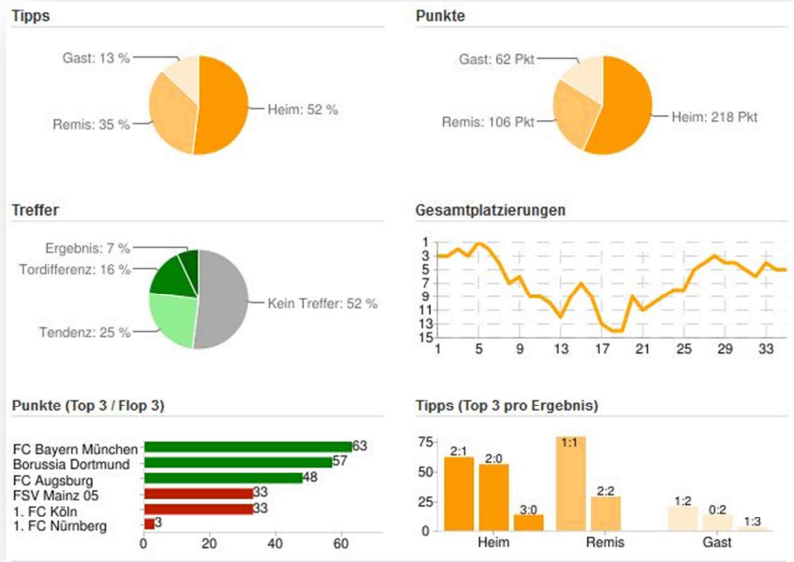 Tipps
Gast: 13 %
Remis: 35 %
Heim: 52 %
Punkte
Gast: 62 Pkt
Remis: 106 Pkt
Heim: 218 Pkt
Treffer
Ergebnis: 7 %
Tordifferenz: 16 %
Tendenz: 25 %
Kein Treffer: 52 %
Gesamtplatzierungen
1
3
5
7
9
11
13
15
1 5 9 13 17 21 25 29 33
Punkte (Top 3 / Flop 3)
FC Bayern München 63
Borussia Dortmund 57
FC Augsburg 48
FSV Mainz 05 33
1. FC Köln 33
1. FC Nürnberg 3
0 20 40 60
Tipps (Top 3 pro Ergebnis)
75
50
25
0
2:1 2:0 3:0 1:1 2:2 1:2 0:2 1:3
Heim Remis Gast